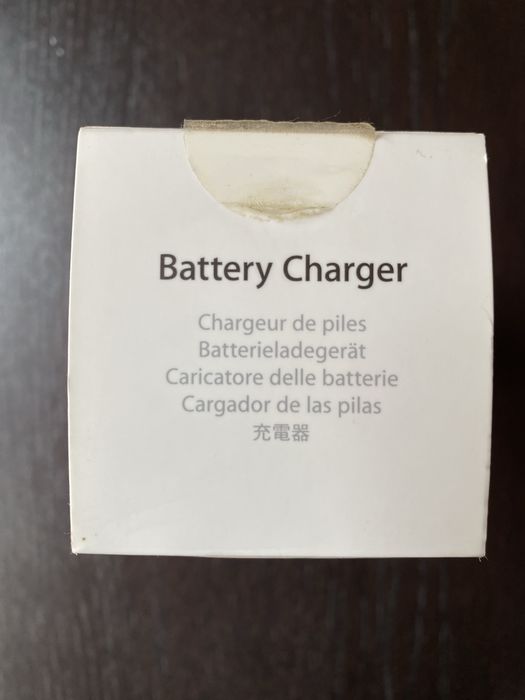 Battery Charger
Chargeur de piles
Batterieladegerät
Caricatore delle batterie
Cargador de las pilas
充電器